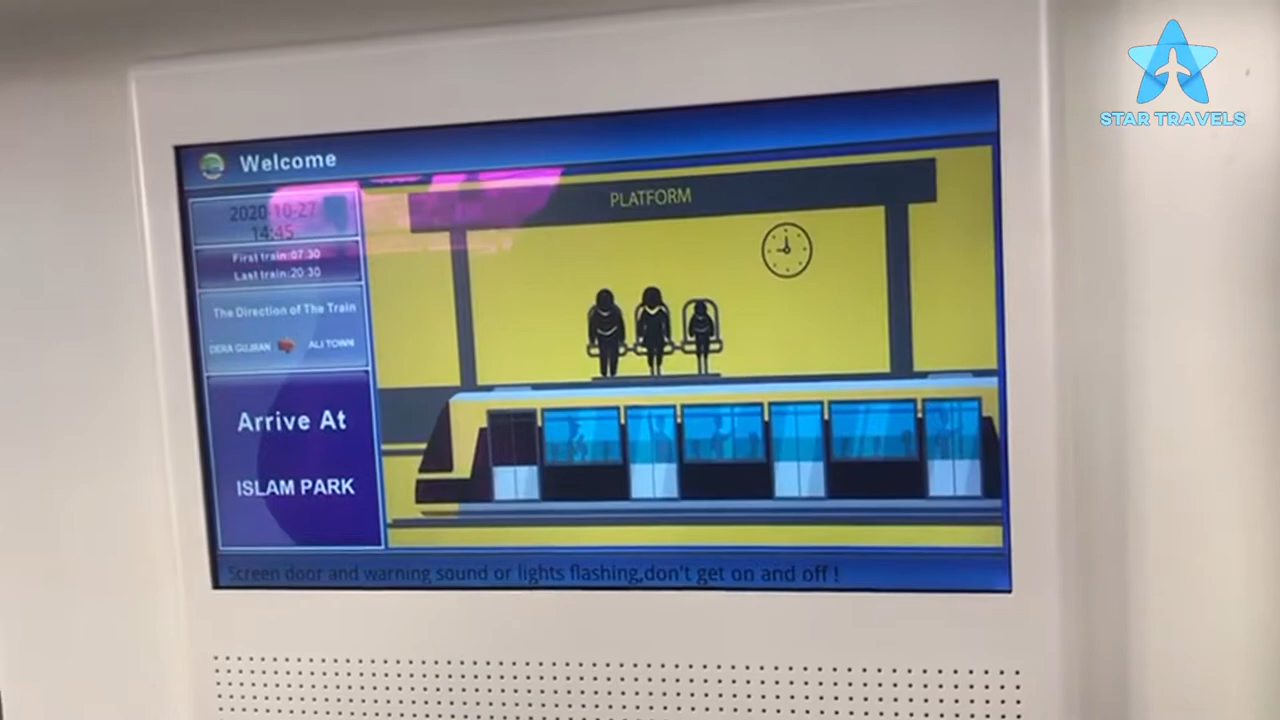 STAR TRAVELS
Welcome
2020-10-27
14:45
First train:07:30
Last train:20:30
The Direction of The Train
DERA GUJRAN ALI TOWN
Arrive At
ISLAM PARK
PLATFORM
Screen door and warning sound or lights flashing,don't get on and off !